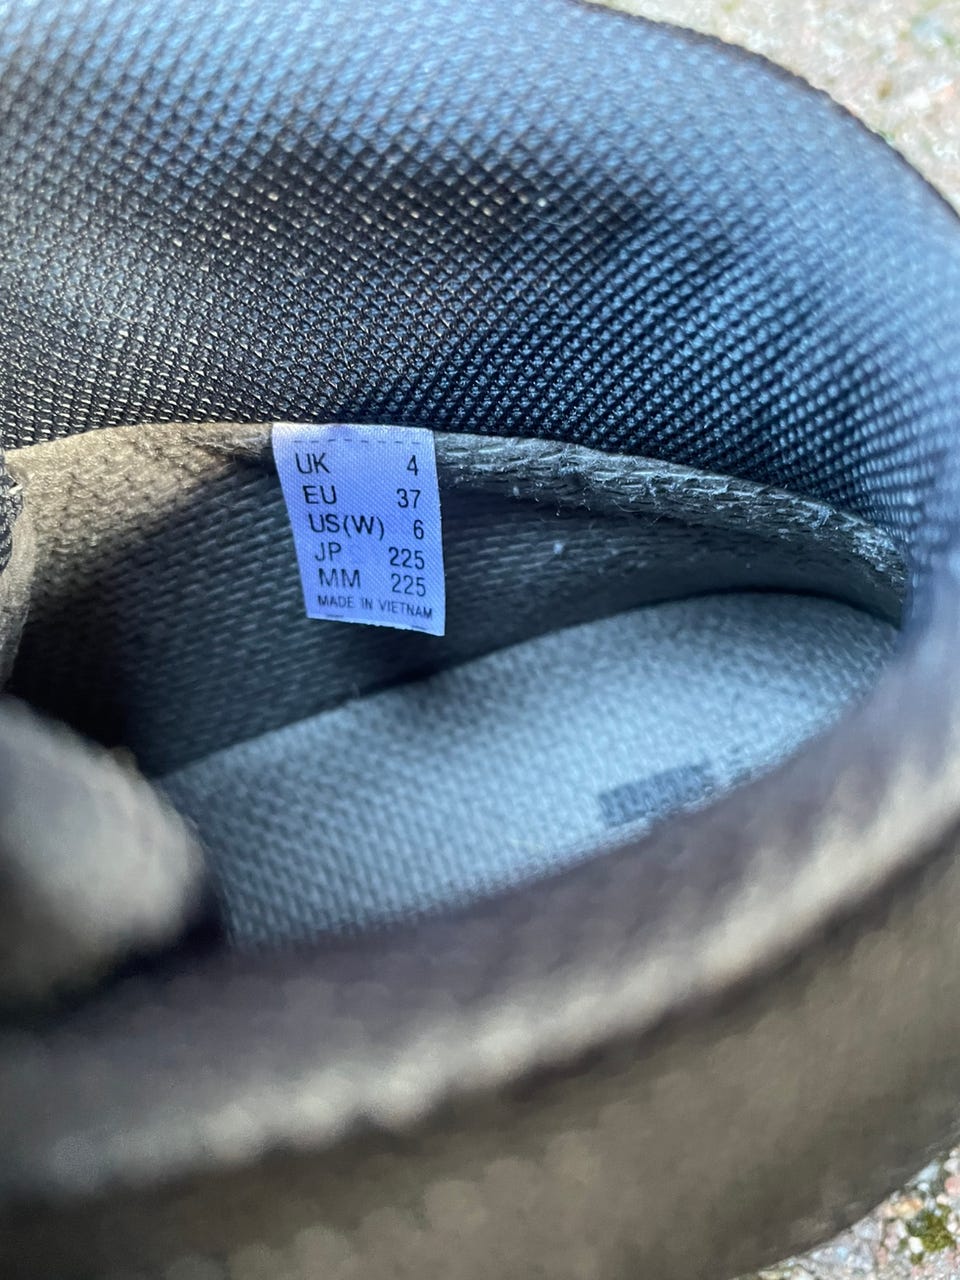 UK 4
EU 37
US(W) 6
JP 225
MM 225
MADE IN VIETNAM